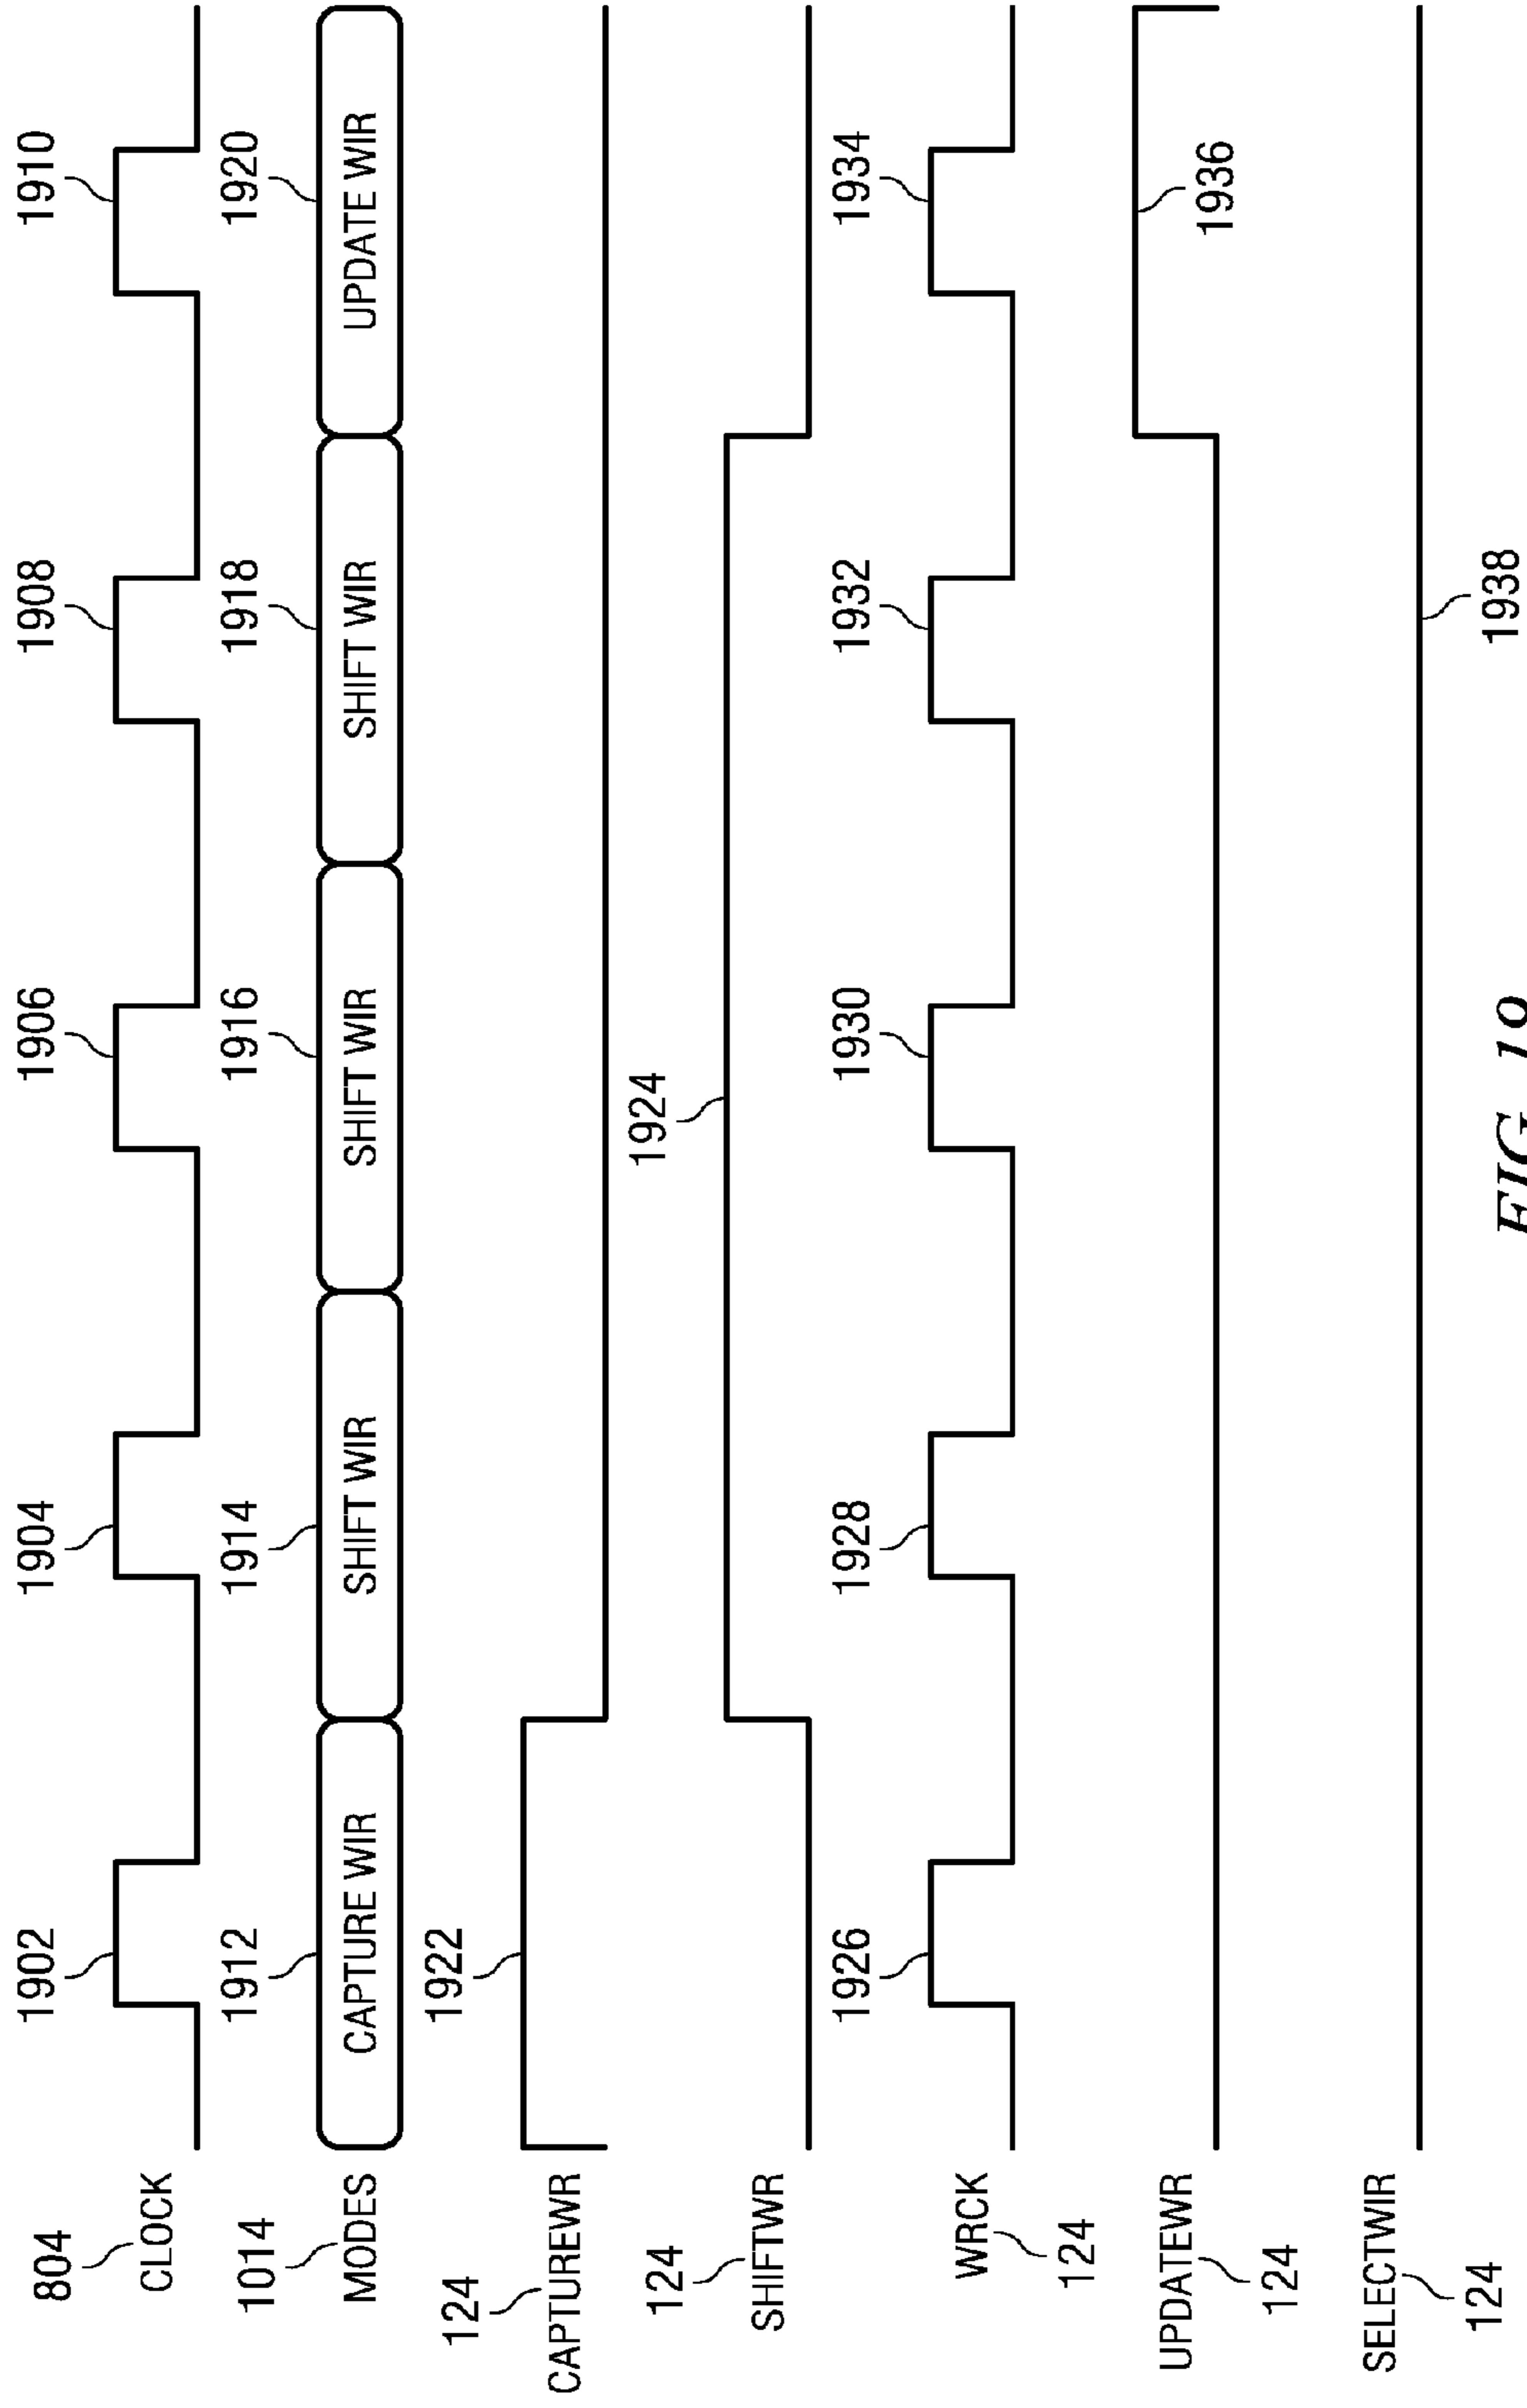 1902 1904 1906 1908 1910
804
CLOCK
1912 1914 1916 1918 1920
1014
MODES CAPTURE WIR SHIFT WIR SHIFT WIR SHIFT WIR UPDATE WIR
1922
124
CAPTUREWR
1924
124
SHIFTWR
1926 1928 1930 1932 1934
WRCK
124
UPDATEWR
1936
124
SELECTWIR
124
1938
FIG